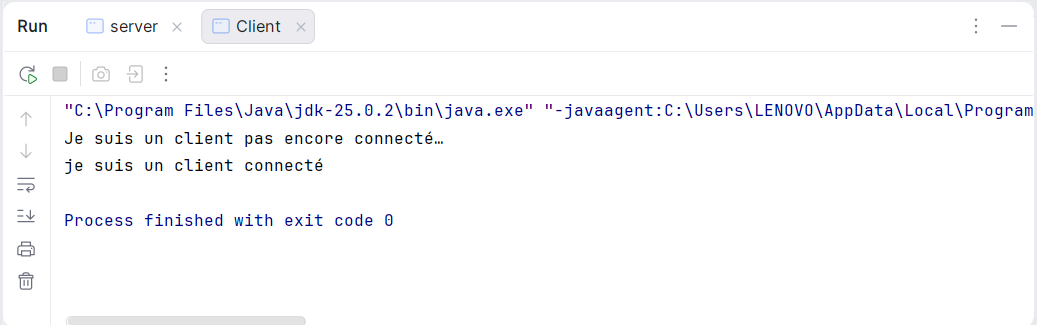 Run server Client
"C:\Program Files\Java\jdk-25.0.2\bin\java.exe" "-javaagent:C:\Users\LENOVO\AppData\Local\Program
Je suis un client pas encore connecté…
je suis un client connecté
Process finished with exit code 0